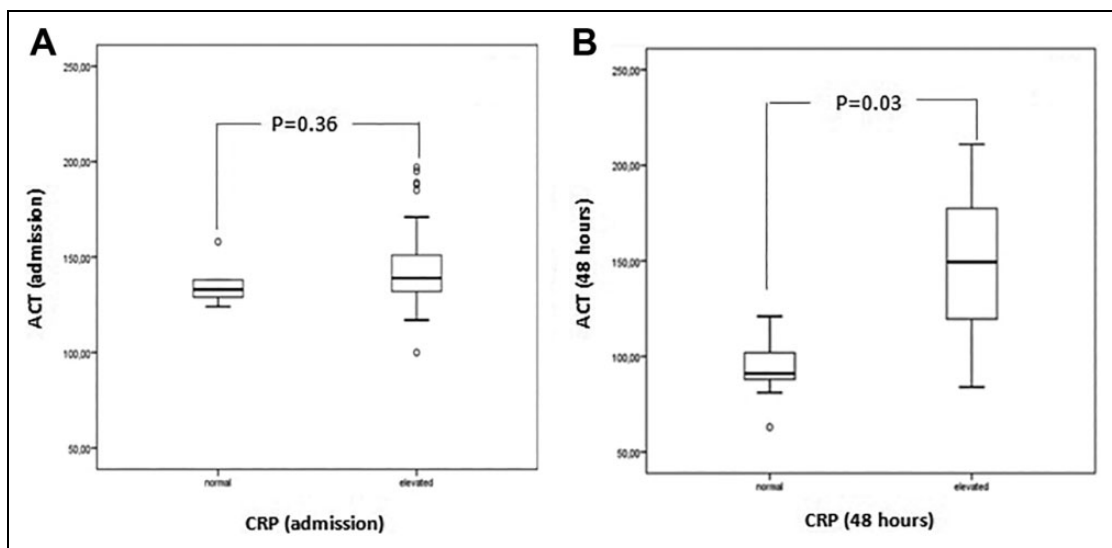 A
250,00
200,00
150,00
100,00
50,00
ACT (admission)
P=0.36
normal
elevated
CRP (admission)
B
250,00
200,00
150,00
100,00
50,00
ACT (48 hours)
P=0.03
normal
elevated
CRP (48 hours)